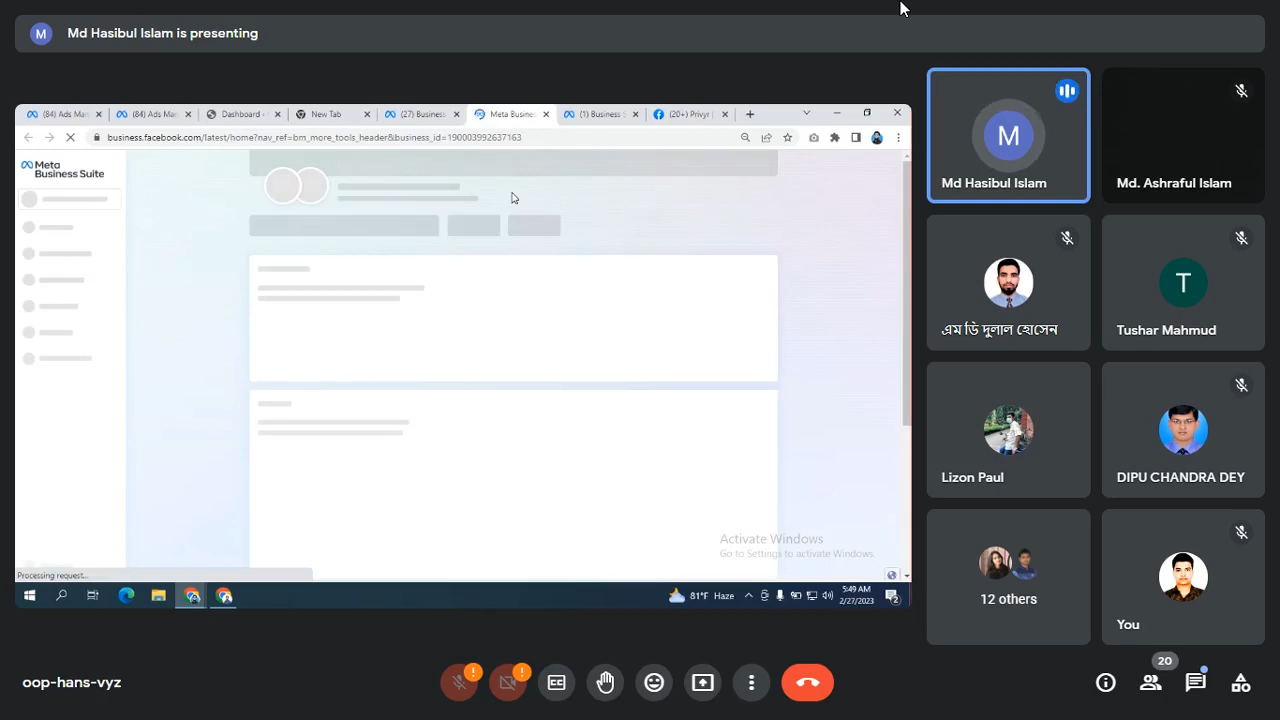 M Md Hasibul Islam is presenting
(84) Ads Man
(84) Ads Man
Dashboard -
New Tab
(27) Business
Meta Busines
(1) Business S
(20+) Privyr |
business.facebook.com/latest/home?nav_ref=bm_more_tools_header&business_id=190003992637163
Meta
Business Suite
Activate Windows
Go to Settings to activate Windows.
Processing request...
81°F Haze
5:49 AM
2/27/2023
2
M
Md Hasibul Islam
Md. Ashraful Islam
এম ডি দুলাল হোসেন
T
Tushar Mahmud
Lizon Paul
DIPU CHANDRA DEY
12 others
You
oop-hans-vyz
CC
20